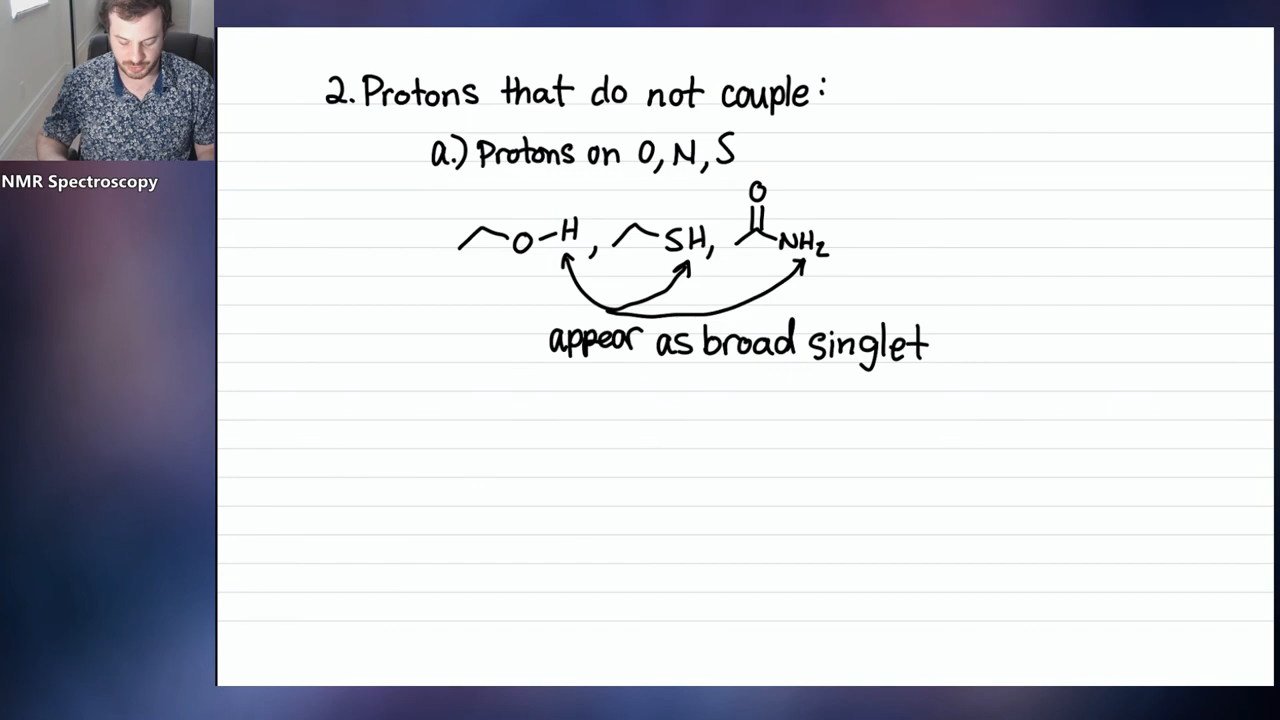 2. Protons that do not couple:
a.) Protons on O, N, S
O-H, SH, O NH2
appear as broad singlet
NMR Spectroscopy